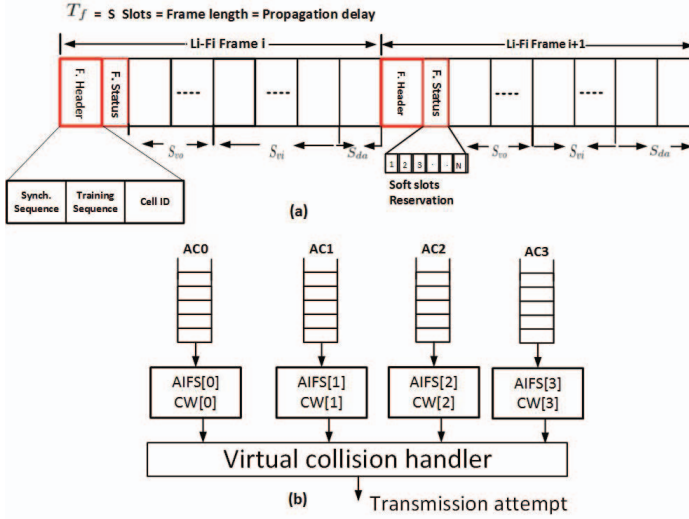 T_f = S Slots = Frame length = Propagation delay
Li-Fi Frame i
Li-Fi Frame i+1
F. Header
F. Status
....
....
F. Header
F. Status
....
....
S_vo
S_vi
S_da
S_vo
S_vi
S_da
1 2 3 - - N
Soft slots
Reservation
Synch.
Sequence
Training
Sequence
Cell ID
(a)
AC0
AC1
AC2
AC3
AIFS[0]
CW[0]
AIFS[1]
CW[1]
AIFS[2]
CW[2]
AIFS[3]
CW[3]
Virtual collision handler
(b)
Transmission attempt